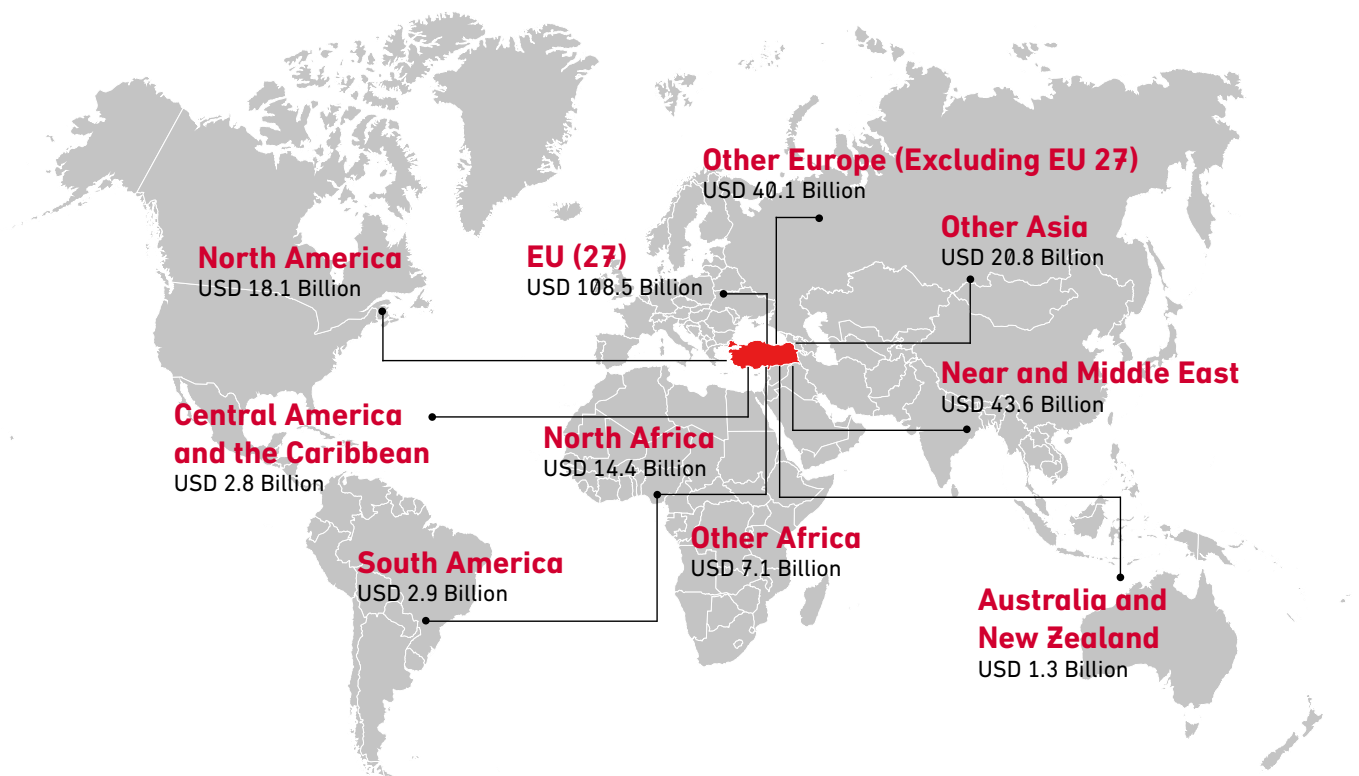 Other Europe (Excluding EU 27)
USD 40.1 Billion
Other Asia
USD 20.8 Billion
North America
USD 18.1 Billion
EU (27)
USD 108.5 Billion
Near and Middle East
USD 43.6 Billion
Central America
and the Caribbean
USD 2.8 Billion
North Africa
USD 14.4 Billion
Other Africa
USD 7.1 Billion
South America
USD 2.9 Billion
Australia and
New Zealand
USD 1.3 Billion